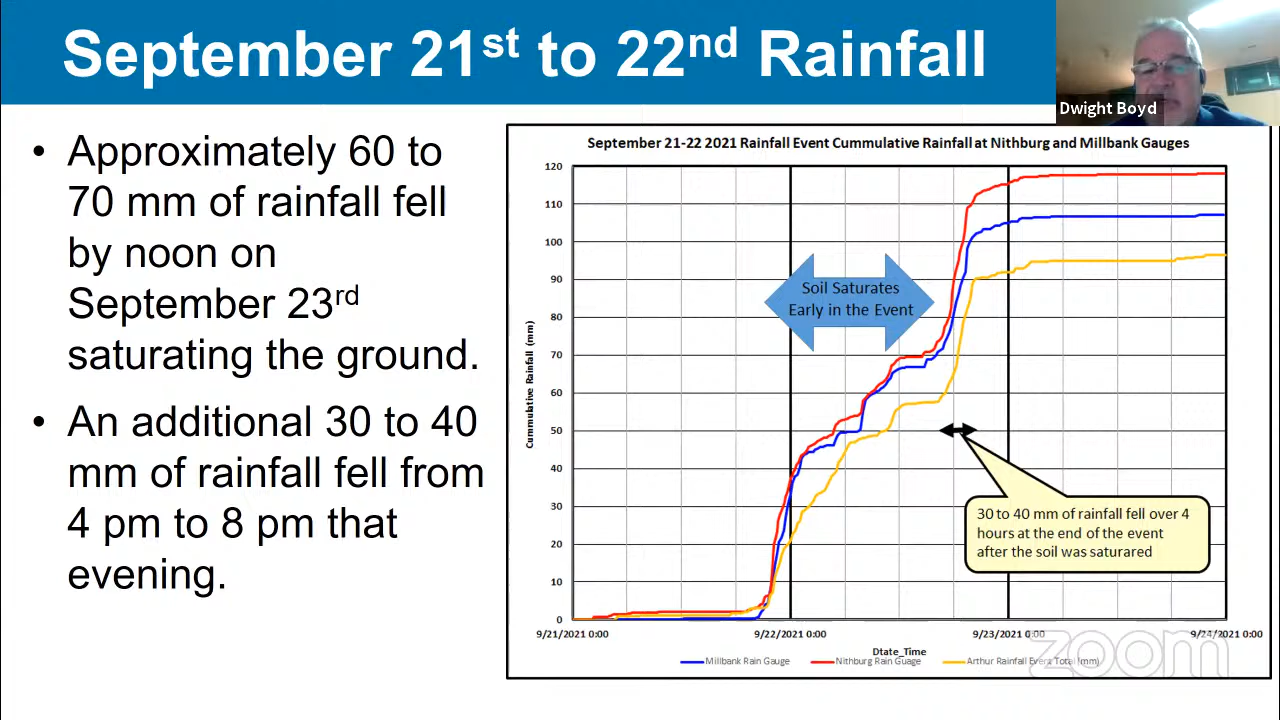 September 21st to 22nd Rainfall
Dwight Boyd
• Approximately 60 to
70 mm of rainfall fell
by noon on
September 23rd
saturating the ground.
• An additional 30 to 40
mm of rainfall fell from
4 pm to 8 pm that
evening.
September 21-22 2021 Rainfall Event Cummulative Rainfall at Nithburg and Millbank Gauges
120
110
100
90
80
70
60
50
40
30
20
10
0
Cummulative Rainfall (mm)
Soil Saturates
Early in the Event
30 to 40 mm of rainfall fell over 4
hours at the end of the event
after the soil was saturared
9/21/2021 0:00
9/22/2021 0:00
9/23/2021 0:00
9/24/2021 0:00
Dtate_Time
Millbank Rain Gauge
Nithburg Rain Guage
Arthur Rainfall Event Total (mm)
zoom